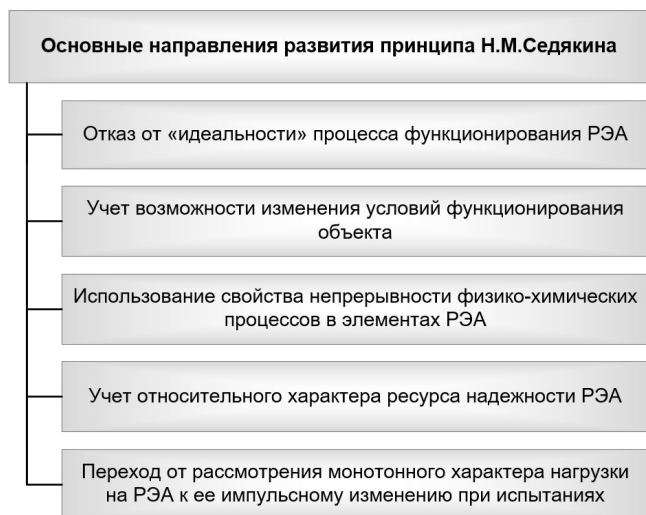 Основные направления развития принципа Н.М.Седякина
Отказ от «идеальности» процесса функционирования РЭА
Учет возможности изменения условий функционирования
объекта
Использование свойства непрерывности физико-химических
процессов в элементах РЭА
Учет относительного характера ресурса надежности РЭА
Переход от рассмотрения монотонного характера нагрузки
на РЭА к ее импульсному изменению при испытаниях